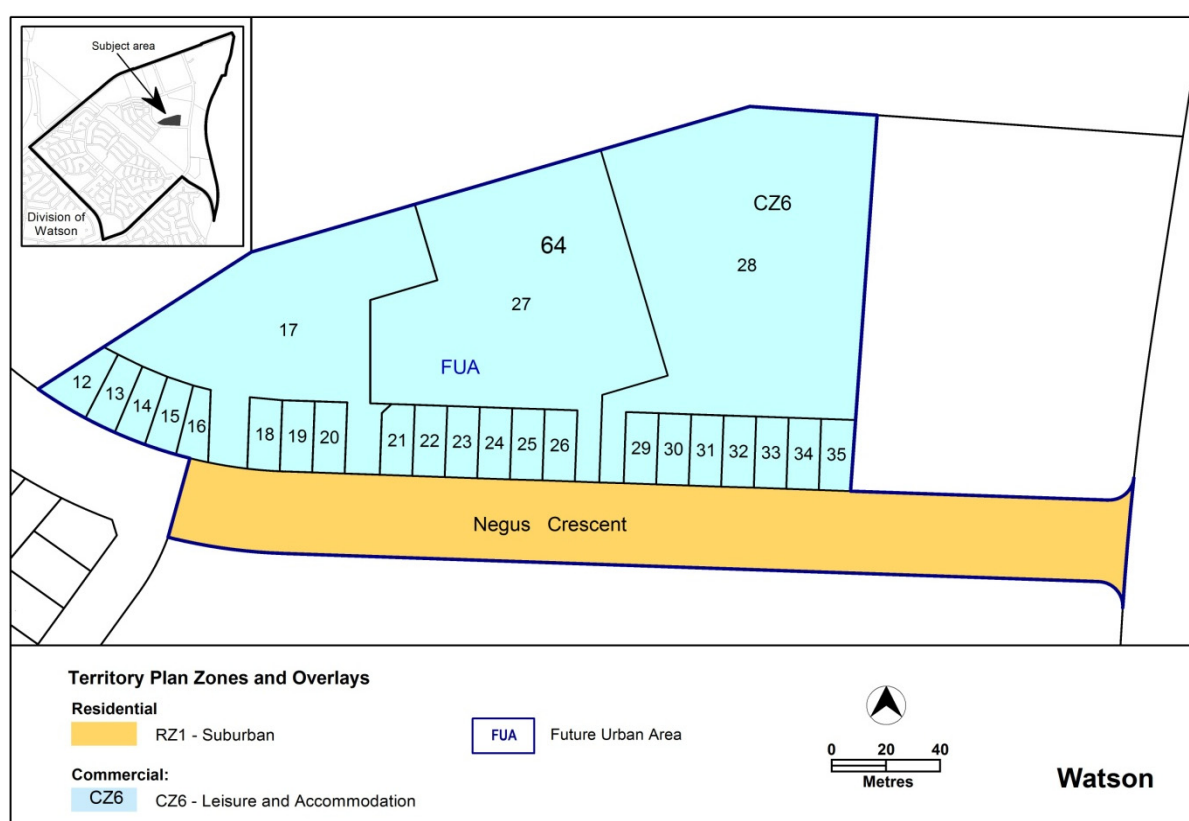 Subject area
Division of
Watson
CZ6
64
28
27
17
FUA
12
13
14
15
16
18
19
20
21
22
23
24
25
26
29
30
31
32
33
34
35
Negus Crescent
Territory Plan Zones and Overlays
Residential
RZ1 - Suburban
FUA
Future Urban Area
Commercial:
CZ6
CZ6 - Leisure and Accommodation
0 20 40
Metres
Watson